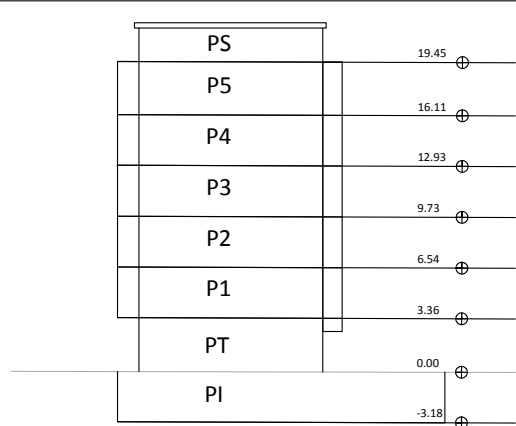 PS
19.45
P5
16.11
P4
12.93
P3
9.73
P2
6.54
P1
3.36
PT
0.00
PI
-3.18